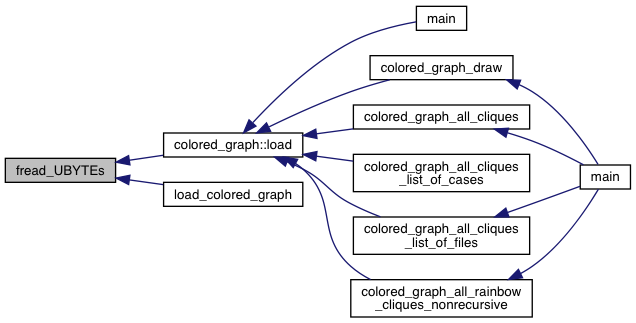 main
colored_graph_draw
colored_graph_all_cliques
colored_graph::load
fread_UBYTEs
colored_graph_all_cliques
_list_of_cases
main
load_colored_graph
colored_graph_all_cliques
_list_of_files
colored_graph_all_rainbow
_cliques_nonrecursive